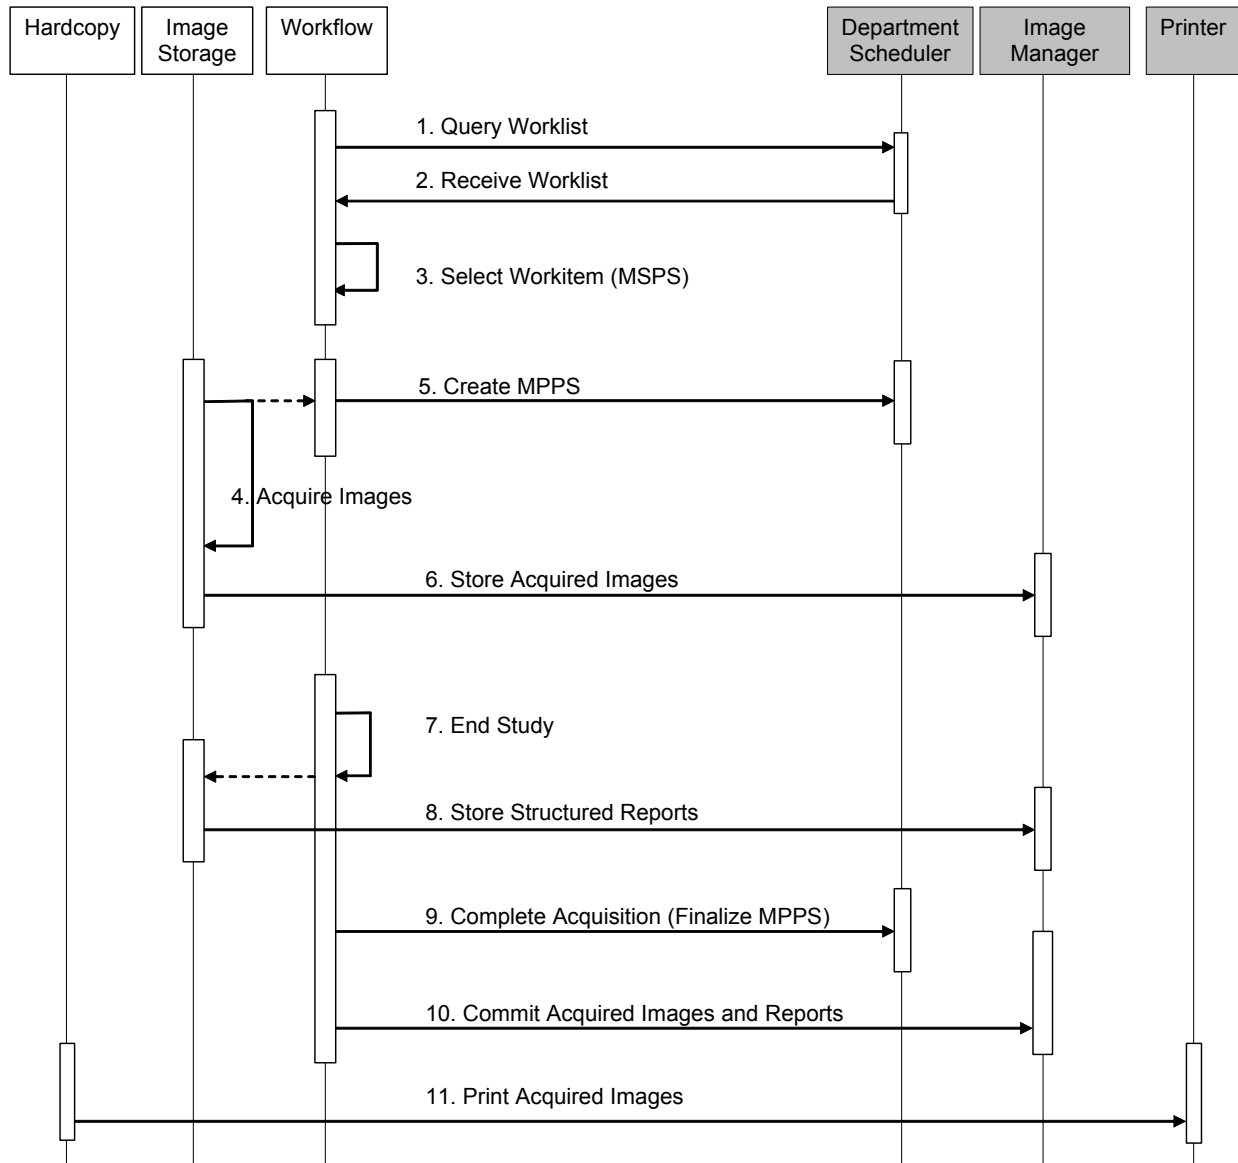 Hardcopy
Image
Storage
Workflow
Department
Scheduler
Image
Manager
Printer
1. Query Worklist
2. Receive Worklist
3. Select Workitem (MSPS)
5. Create MPPS
4. Acquire Images
6. Store Acquired Images
7. End Study
8. Store Structured Reports
9. Complete Acquisition (Finalize MPPS)
10. Commit Acquired Images and Reports
11. Print Acquired Images